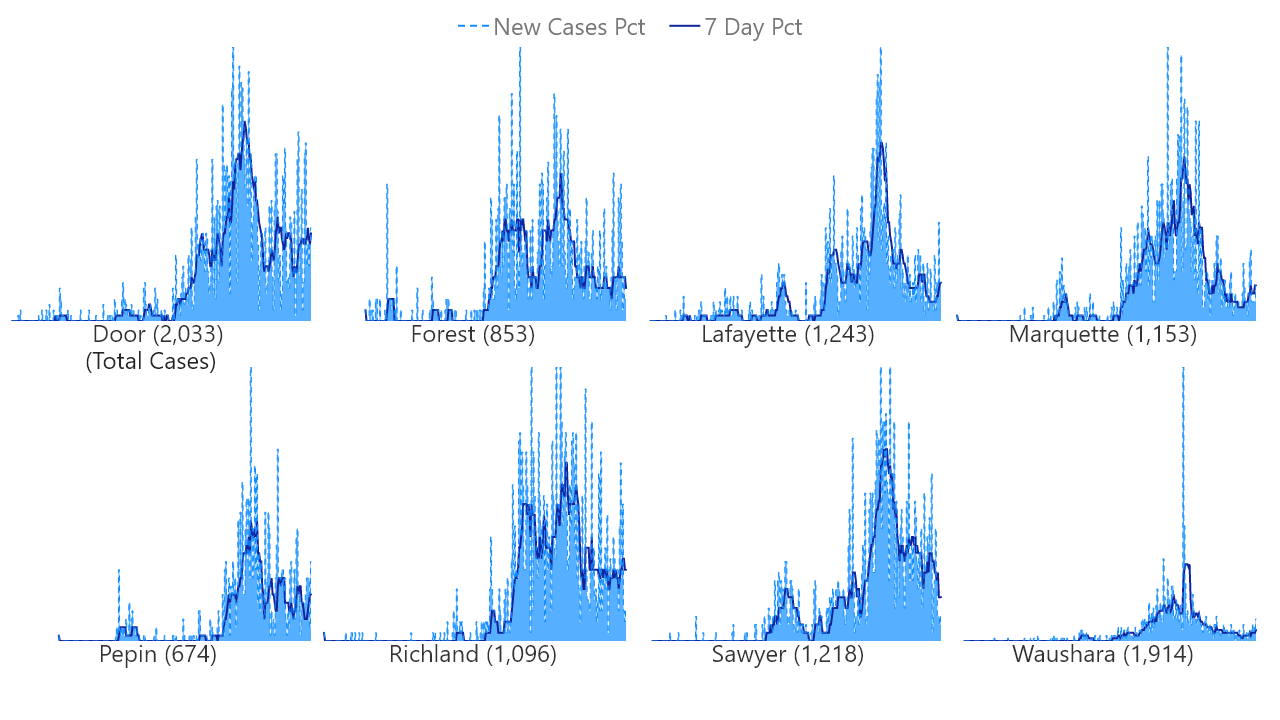 New Cases Pct 7 Day Pct
Door (2,033) Forest (853) Lafayette (1,243) Marquette (1,153)
(Total Cases)
Pepin (674) Richland (1,096) Sawyer (1,218) Waushara (1,914)